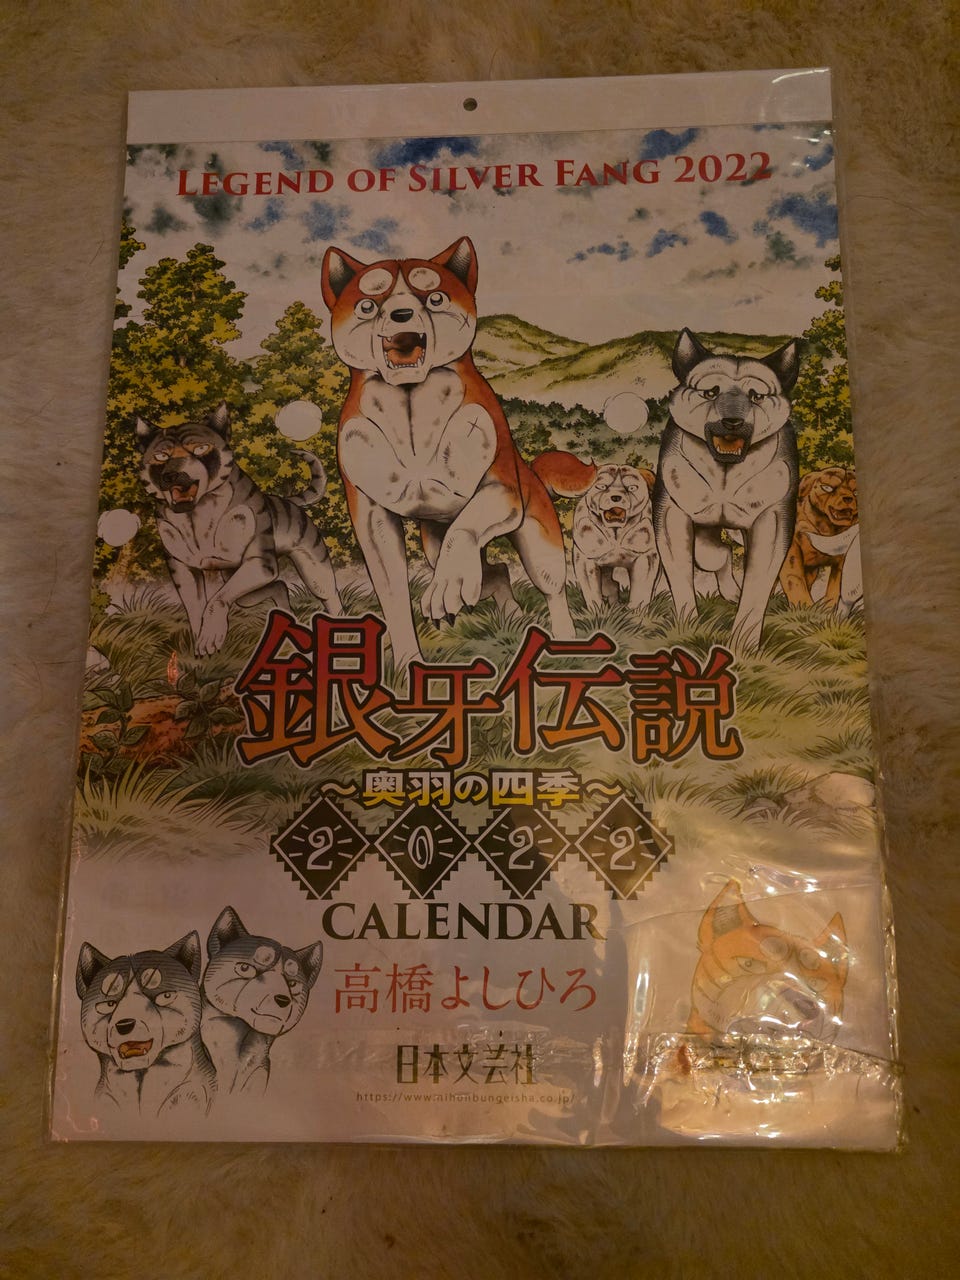 LEGEND OF SILVER FANG 2022
銀牙伝説
～奥羽の四季～
2022
CALENDAR
高橋よしひろ
日本文芸社
https://www.nihonbungeisha.co.jp/